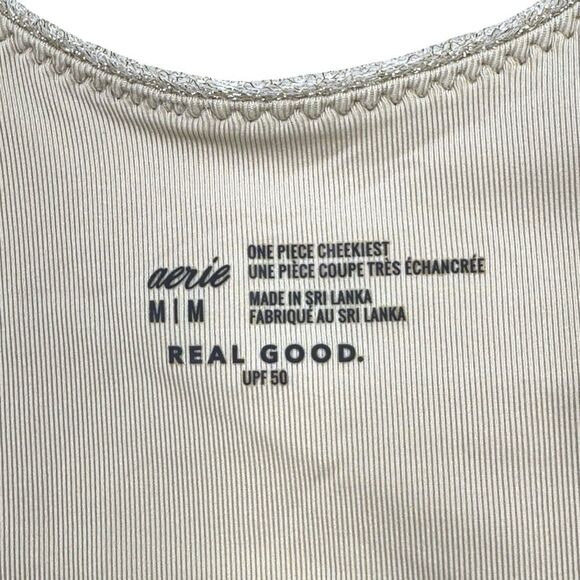 aerie
M | M
ONE PIECE CHEEKIEST
UNE PIÈCE COUPE TRÈS ÉCHANCRÉE
MADE IN SRI LANKA
FABRIQUÉ AU SRI LANKA
REAL GOOD.
UPF 50